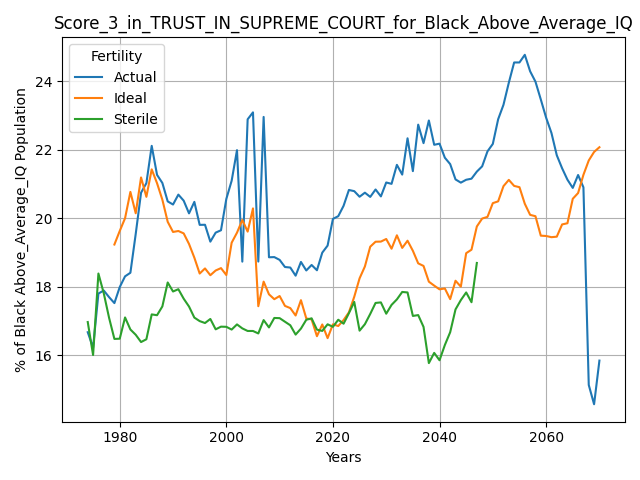 Score_3_in_TRUST_IN_SUPREME_COURT_for_Black_Above_Average_IQ
Fertility
Actual
Ideal
Sterile
% of Black Above_Average_IQ Population
24
22
20
18
16
1980
2000
2020
2040
2060
Years